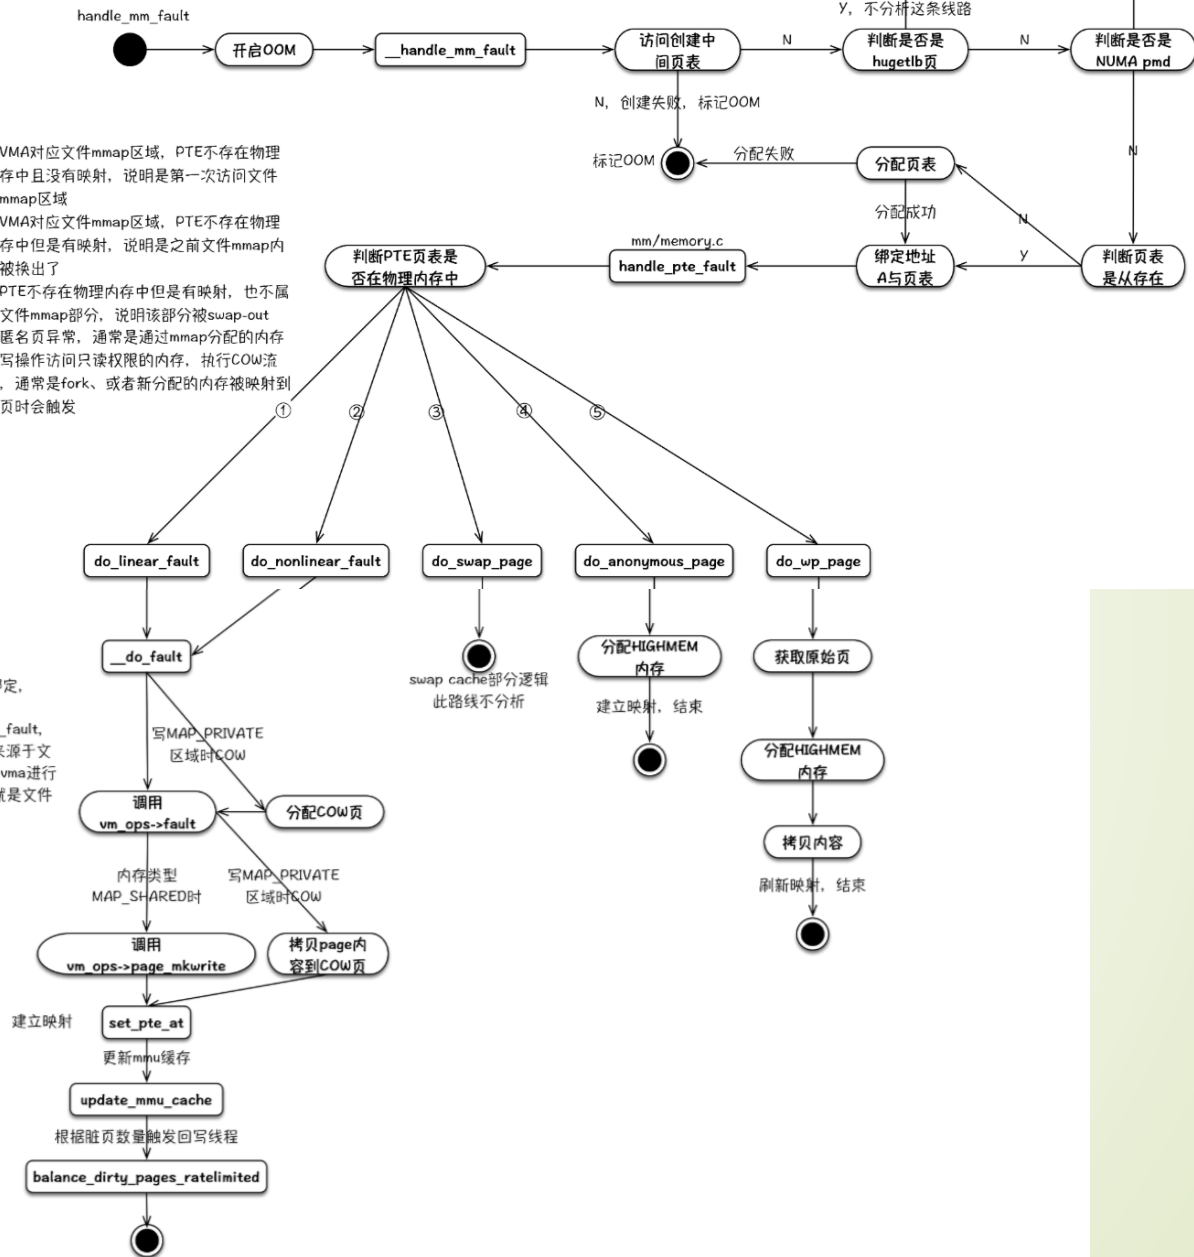 handle_mm_fault
Y，不分析这条线路
开启OOM
__handle_mm_fault
访问创建中
间页表
N
判断是否是
hugetlb页
N
判断是否是
NUMA pmd
N，创建失败，标记OOM
标记OOM
分配失败
分配页表
N
分配成功
N
VMA对应文件mmap区域，PTE不存在物理
存中且没有映射，说明是第一次访问文件
mmap区域
VMA对应文件mmap区域，PTE不存在物理
存中但是有映射，说明是之前文件mmap内
被换出了
PTE不存在物理内存中但是有映射，也不属
文件mmap部分，说明该部分被swap-out
匿名页异常，通常是通过mmap分配的内存
写操作访问只读权限的内存，执行COW流
，通常是fork、或者新分配的内存被映射到
页时会触发
判断PTE页表是
否在物理内存中
mm/memory.c
handle_pte_fault
绑定地址
A与页表
Y
判断页表
是从存在
①
②
③
④
⑤
do_linear_fault
do_nonlinear_fault
do_swap_page
do_anonymous_page
do_wp_page
__do_fault
swap cache部分逻辑
此路线不分析
分配HIGHMEM
内存
获取原始页
定，
_fault,
来源于文
vma进行
就是文件
写MAP_PRIVATE
区域时COW
建立映射，结束
分配HIGHMEM
内存
调用
vm_ops->fault
分配COW页
拷贝内容
内存类型
MAP_SHARED时
写MAP_PRIVATE
区域时COW
刷新映射，结束
调用
vm_ops->page_mkwrite
拷贝page内
容到COW页
建立映射
set_pte_at
更新mmu缓存
update_mmu_cache
根据脏页数量触发回写线程
balance_dirty_pages_ratelimited